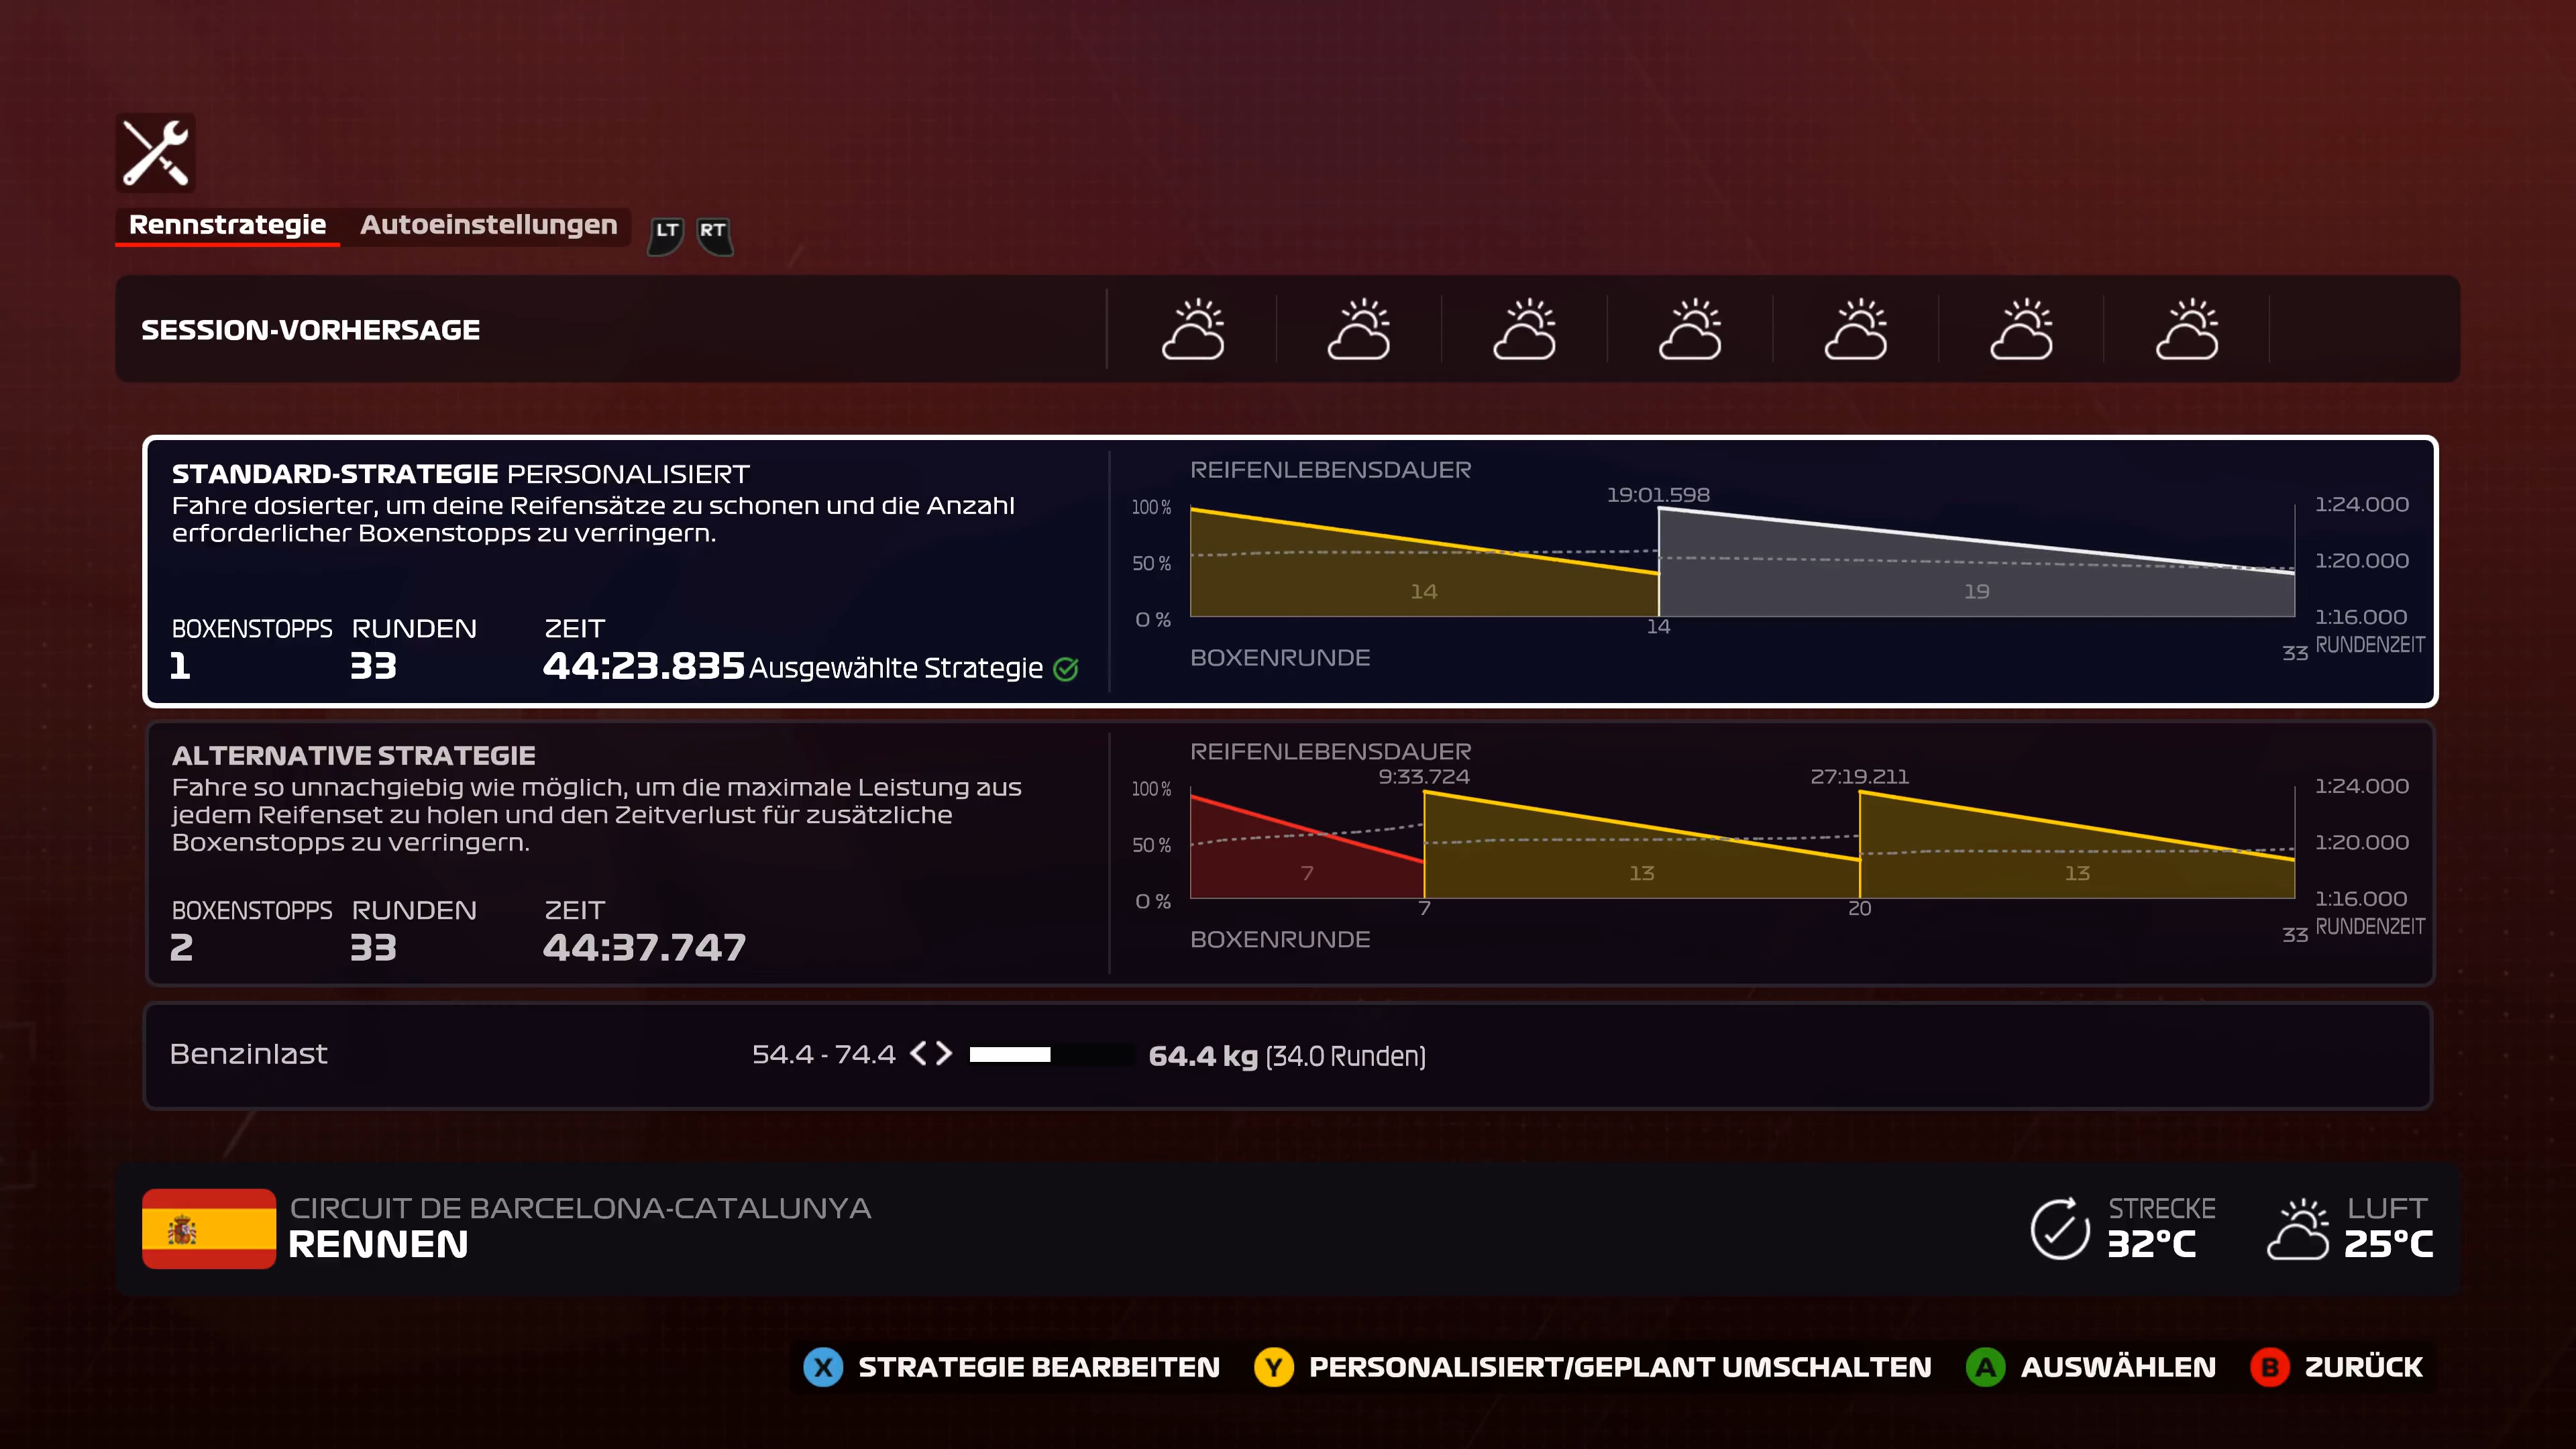 Rennstrategie Autoeinstellungen LT RT
SESSION-VORHERSAGE
STANDARD-STRATEGIE PERSONALISIERT
Fahre dosierter, um deine Reifensätze zu schonen und die Anzahl
erforderlicher Boxenstopps zu verringern.
BOXENSTOPPS RUNDEN ZEIT
1 33 44:23.835 Ausgewählte Strategie
REIFENLEBENSDAUER
19:01.598
100 % 1:24.000
50 % 1:20.000
14 19
0 % 1:16.000
14
33 RUNDENZEIT
BOXENRUNDE
ALTERNATIVE STRATEGIE
Fahre so unnachgiebig wie möglich, um die maximale Leistung aus
jedem Reifenset zu holen und den Zeitverlust für zusätzliche
Boxenstopps zu verringern.
BOXENSTOPPS RUNDEN ZEIT
2 33 44:37.747
REIFENLEBENSDAUER
9:33.724 27:19.211
100 % 1:24.000
50 % 1:20.000
7 13 13
0 % 1:16.000
7 20
33 RUNDENZEIT
BOXENRUNDE
Benzinlast 54.4 - 74.4 64.4 kg (34.0 Runden)
CIRCUIT DE BARCELONA-CATALUNYA
RENNEN
STRECKE LUFT
32°C 25°C
X STRATEGIE BEARBEITEN Y PERSONALISIERT/GEPLANT UMSCHALTEN A AUSWÄHLEN B ZURÜCK